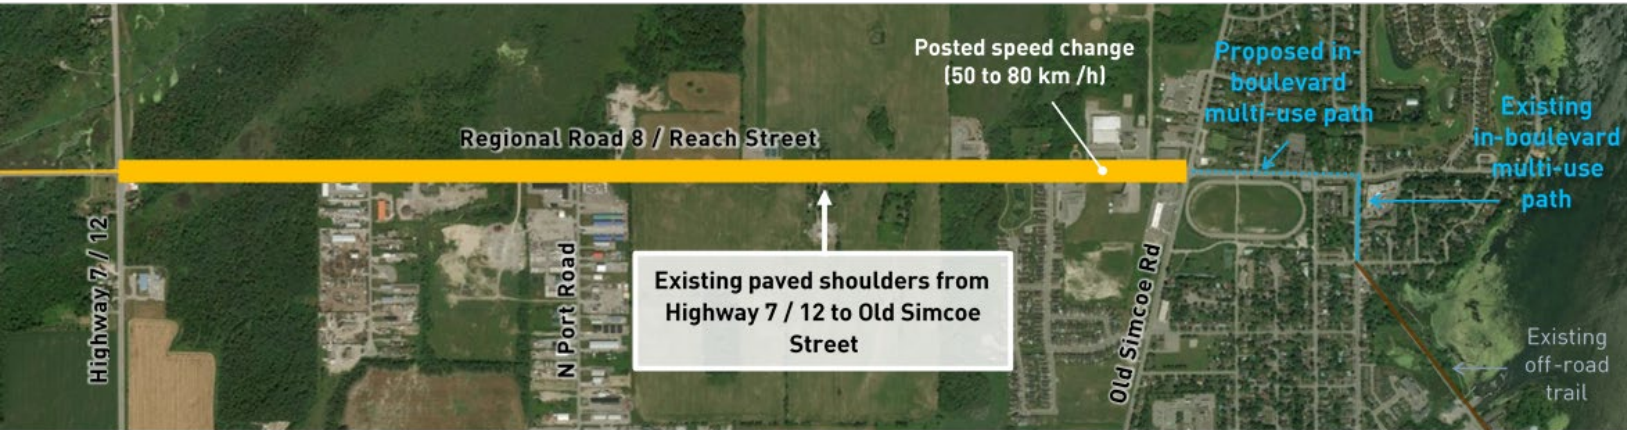 Posted speed change
(50 to 80 km /h)
Proposed in-
boulevard
multi-use path
Existing
in-boulevard
multi-use
path
Regional Road 8 / Reach Street
Highway 7 / 12
N Port Road
Existing paved shoulders from
Highway 7 / 12 to Old Simcoe
Street
Old Simcoe Rd
Existing
off-road
trail